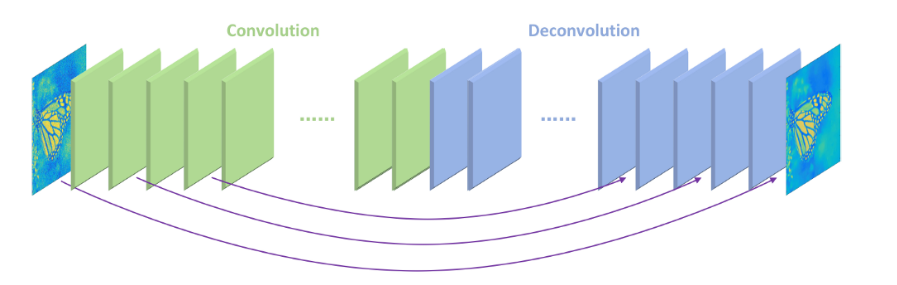 Convolution
Deconvolution
......
......